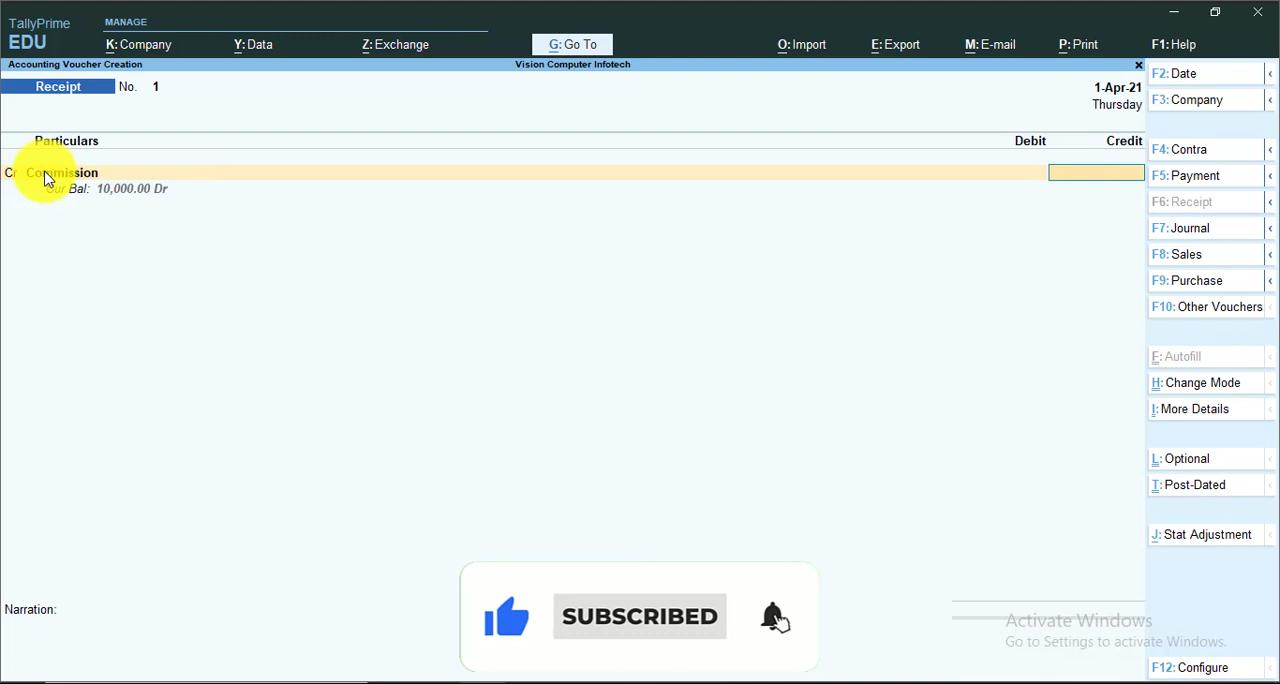 TallyPrime
EDU
MANAGE
K: Company
Y: Data
Z: Exchange
G: Go To
O: Import
E: Export
M: E-mail
P: Print
F1: Help
Accounting Voucher Creation
Vision Computer Infotech
Receipt No. 1
1-Apr-21
Thursday
Particulars
Debit
Credit
Cr Commission
Cur Bal: 10,000.00 Dr
F2: Date
F3: Company
F4: Contra
F5: Payment
F6: Receipt
F7: Journal
F8: Sales
F9: Purchase
F10: Other Vouchers
F: Autofill
H: Change Mode
I: More Details
L: Optional
T: Post-Dated
J: Stat Adjustment
Narration:
SUBSCRIBED
Activate Windows
Go to Settings to activate Windows.
F12: Configure